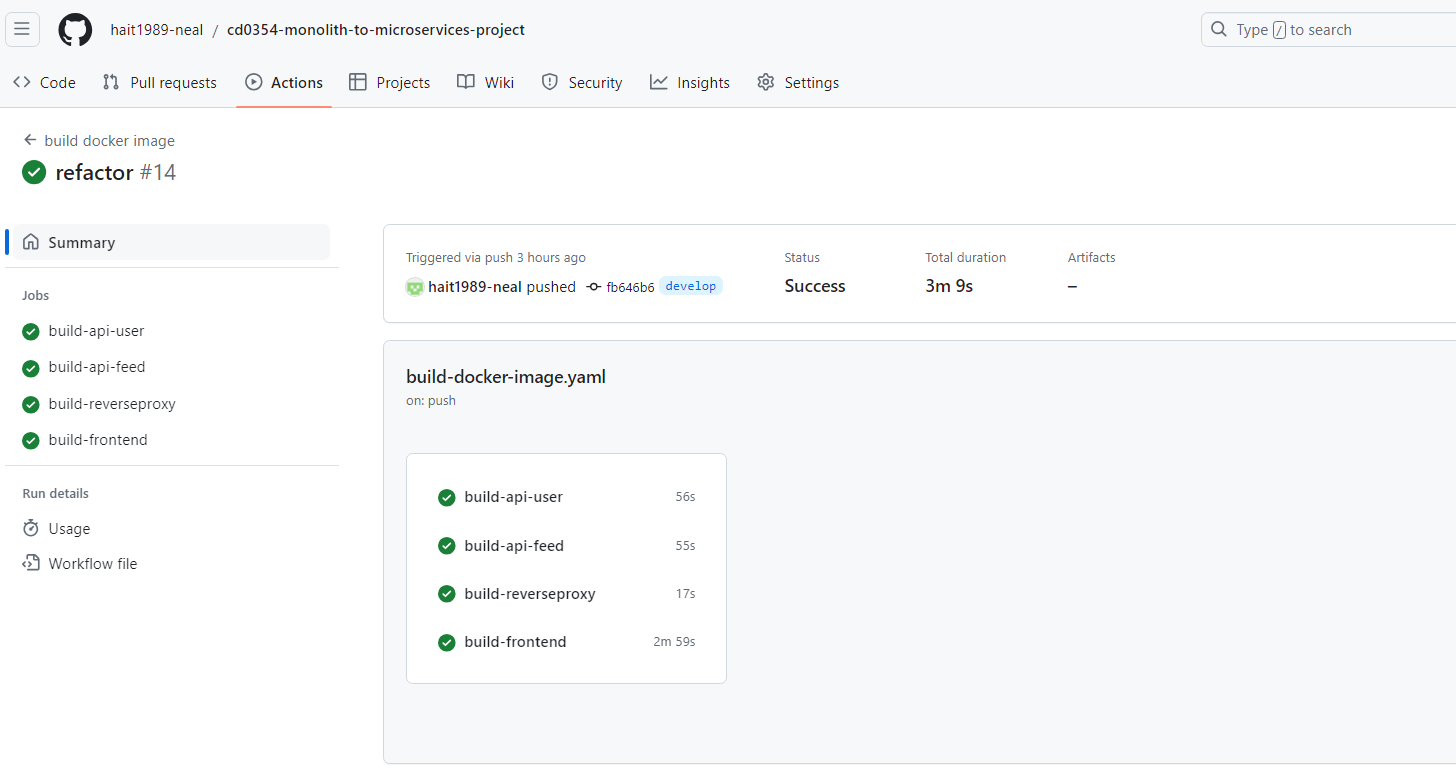 hait1989-neal / cd0354-monolith-to-microservices-project
Type / to search
Code Pull requests Actions Projects Wiki Security Insights Settings
build docker image
refactor #14
Summary
Jobs
build-api-user
build-api-feed
build-reverseproxy
build-frontend
Run details
Usage
Workflow file
Triggered via push 3 hours ago
hait1989-neal pushed fb646b6 develop
Status
Success
Total duration
3m 9s
Artifacts
–
build-docker-image.yaml
on: push
build-api-user 56s
build-api-feed 55s
build-reverseproxy 17s
build-frontend 2m 59s